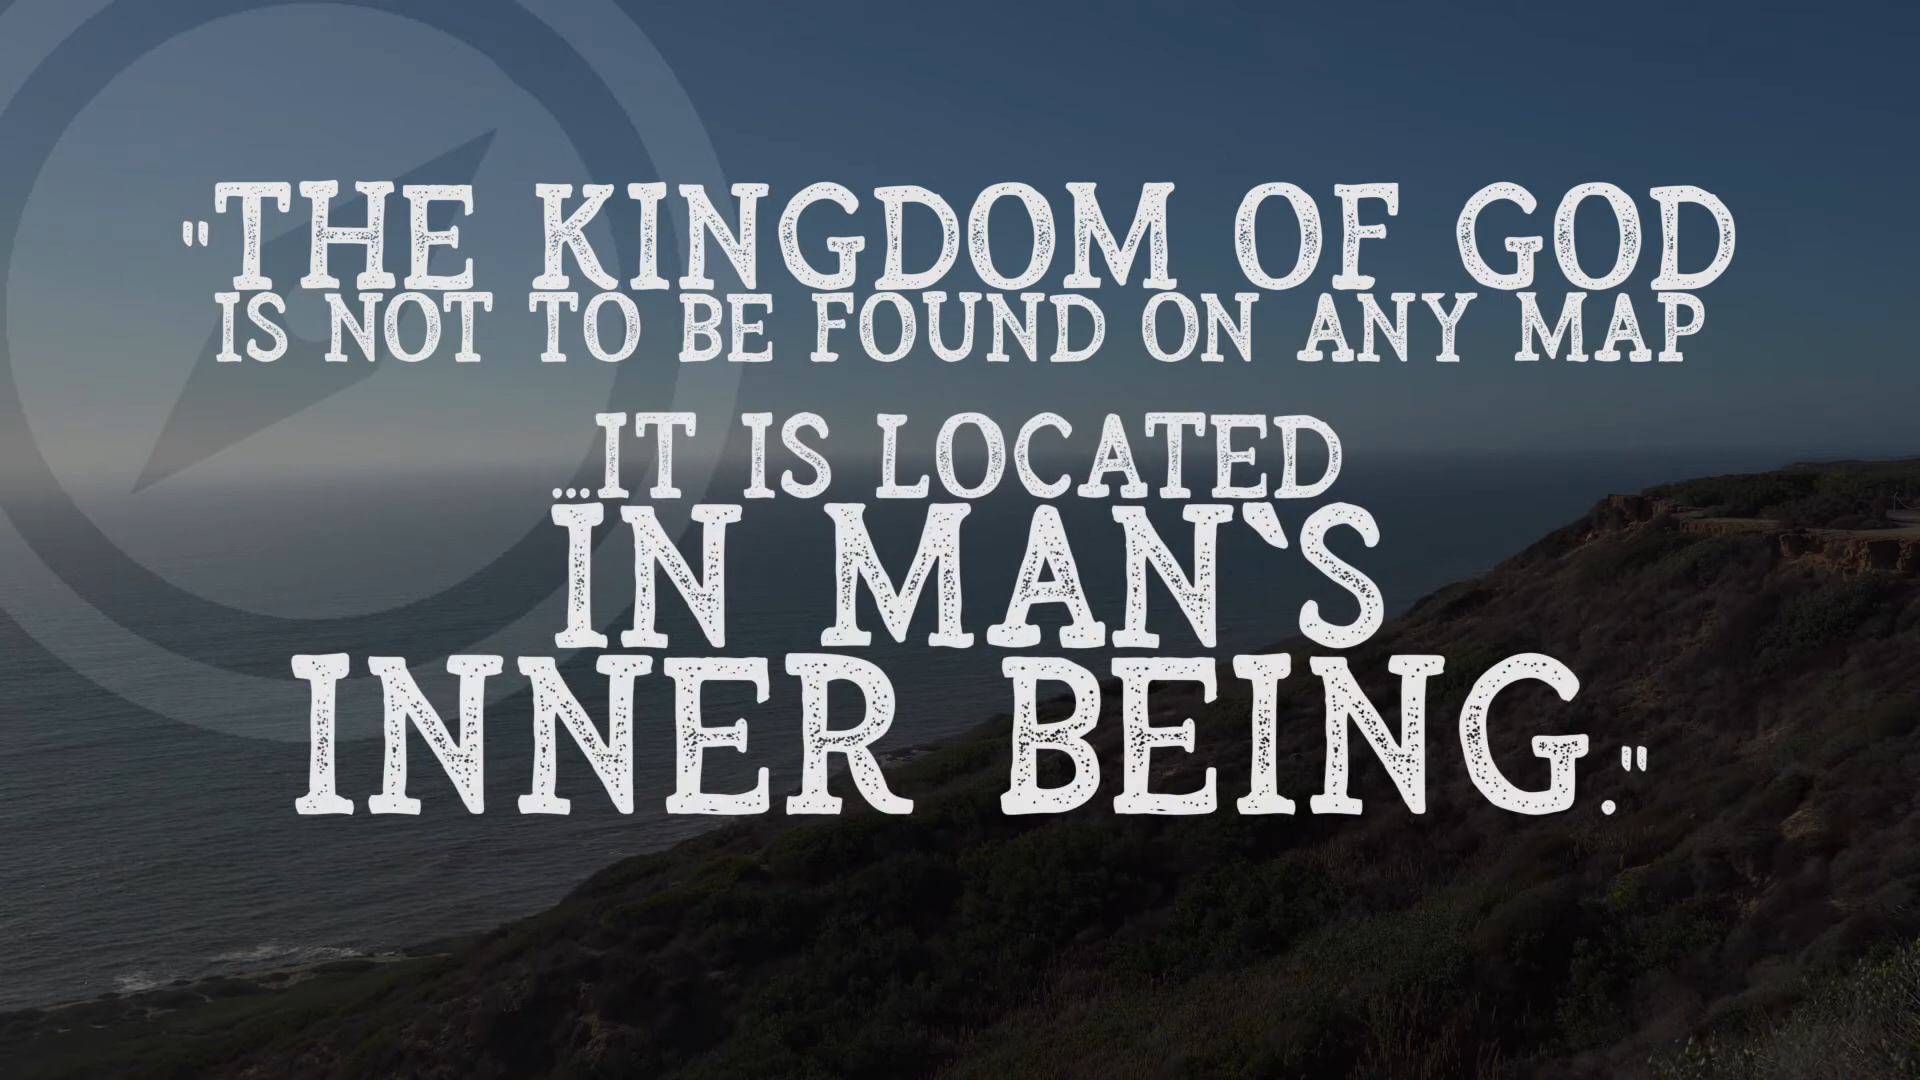 "THE KINGDOM OF GOD
IS NOT TO BE FOUND ON ANY MAP
...IT IS LOCATED
IN MAN`S
INNER BEING."